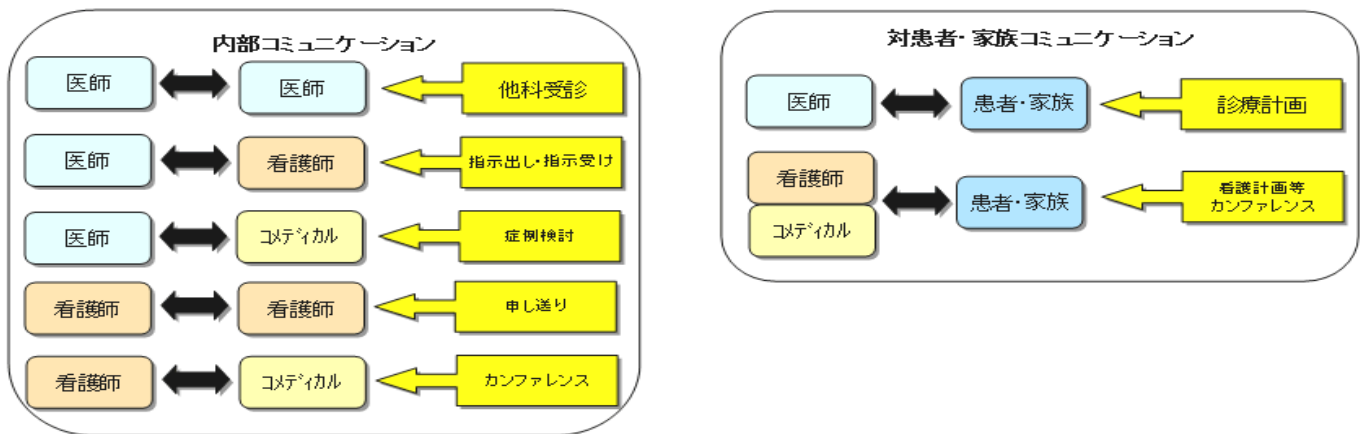 内部コミュニケーション
医師
医師
他科受診
医師
看護師
指示出し・指示受け
医師
コメディカル
症例検討
看護師
看護師
申し送り
看護師
コメディカル
カンファレンス
対患者・家族コミュニケーション
医師
患者・家族
診療計画
看護師
コメディカル
患者・家族
看護計画等
カンファレンス